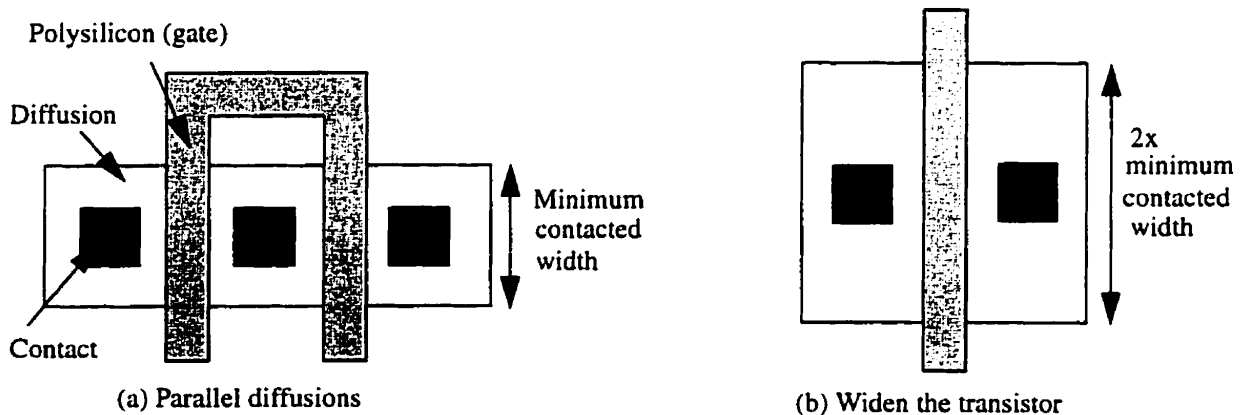 Polysilicon (gate)
Diffusion
Contact
Minimum
contacted
width
(a) Parallel diffusions
2x
minimum
contacted
width
(b) Widen the transistor